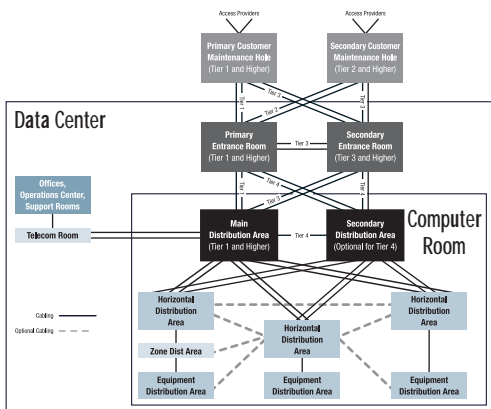 Access Providers
Access Providers
Primary Customer
Maintenance Hole
(Tier 1 and Higher)
Secondary Customer
Maintenance Hole
(Tier 2 and Higher)
Tier 1
Tier 3
Tier 2
Tier 3
Data Center
Primary
Entrance Room
(Tier 1 and Higher)
Tier 3
Secondary
Entrance Room
(Tier 3 and Higher)
Offices,
Operations Center,
Support Rooms
Telecom Room
Tier 1
Tier 4
Tier 3
Main
Distribution Area
(Tier 1 and Higher)
Tier 4
Secondary
Distribution Area
(Optional for Tier 4)
Computer
Room
Cabling
Optional Cabling
Horizontal
Distribution
Area
Horizontal
Distribution
Area
Horizontal
Distribution
Area
Zone Dist Area
Equipment
Distribution Area
Equipment
Distribution Area
Equipment
Distribution Area